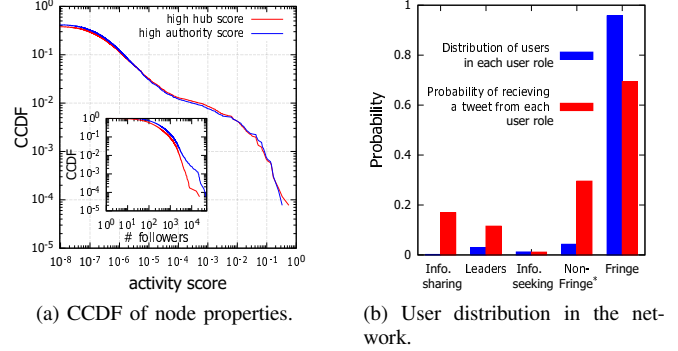 high hub score
high authority score
CCDF
10^0
10^-1
10^-2
10^-3
10^-4
10^-5
CCDF
10^0
10^-1
10^-2
10^-3
10^-4
10^-5
10^0 10^1 10^2 10^3 10^4
# followers
10^-8 10^-7 10^-6 10^-5 10^-4 10^-3 10^-2 10^-1 10^0
activity score
(a) CCDF of node properties.
Probability
1
0.8
0.6
0.4
0.2
0
Distribution of users
in each user role
Probability of recieving
a tweet from each
user role
Info. sharing
Leaders
Info. seeking
Non-
Fringe*
Fringe
(b) User distribution in the net-
work.